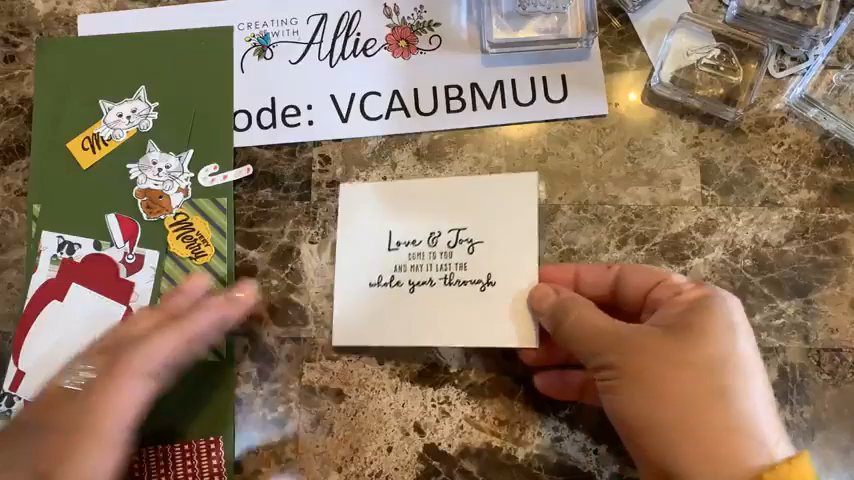 CREATING
WITH
Allie
ode: VCAUBMUU
M
VERY
Merry
Love & Joy
COME TO YOU
AND MAY IT LAST THE
whole year through